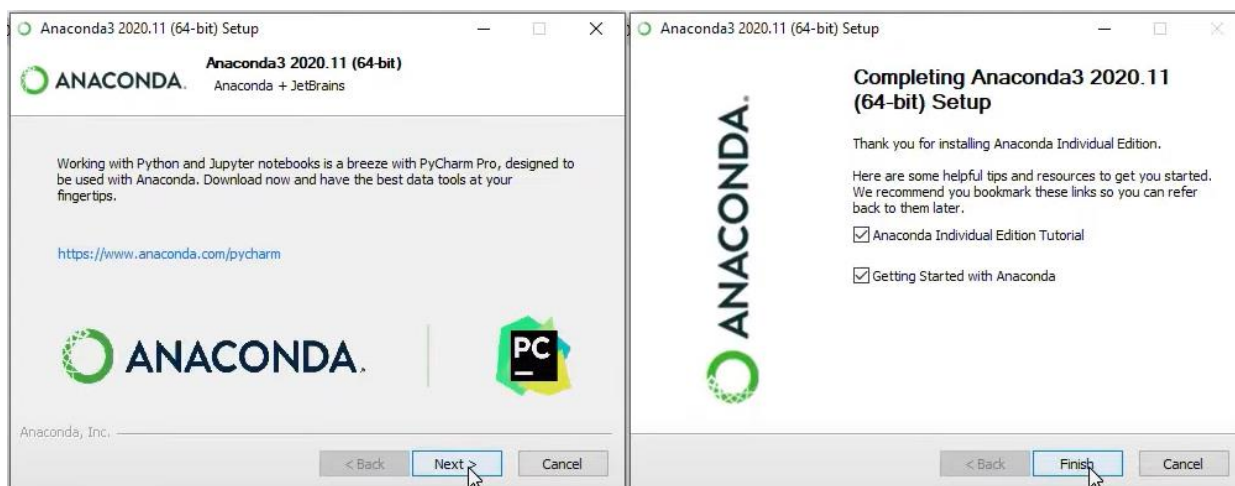 Anaconda3 2020.11 (64-bit) Setup
ANACONDA.
Anaconda3 2020.11 (64-bit)
Anaconda + JetBrains
Working with Python and Jupyter notebooks is a breeze with PyCharm Pro, designed to
be used with Anaconda. Download now and have the best data tools at your
fingertips.
https://www.anaconda.com/pycharm
ANACONDA.
PC
Anaconda, Inc.
< Back
Next >
Cancel
Anaconda3 2020.11 (64-bit) Setup
ANACONDA.
Completing Anaconda3 2020.11
(64-bit) Setup
Thank you for installing Anaconda Individual Edition.
Here are some helpful tips and resources to get you started.
We recommend you bookmark these links so you can refer
back to them later.
Anaconda Individual Edition Tutorial
Getting Started with Anaconda
< Back
Finish
Cancel